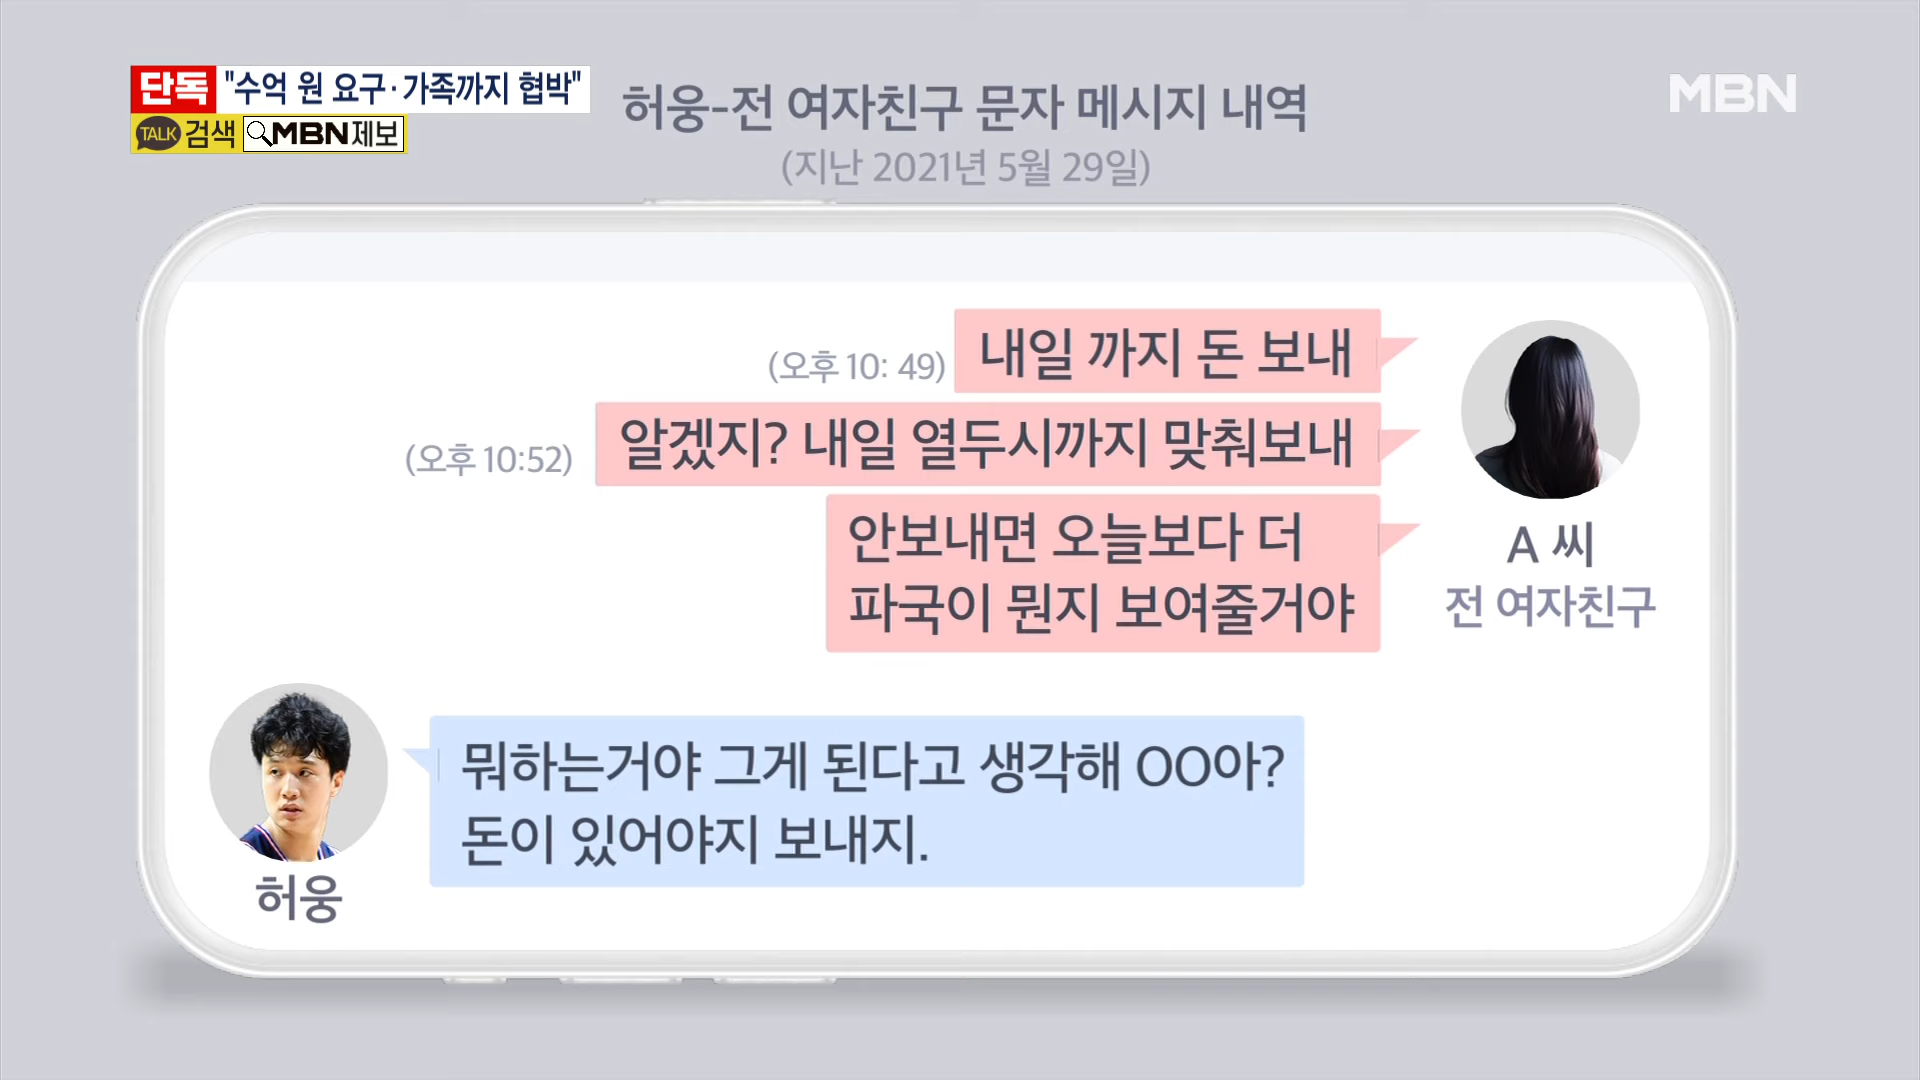 단독 "수억 원 요구·가족까지 협박"
TALK 검색 MBN제보
허웅-전 여자친구 문자 메시지 내역
(지난 2021년 5월 29일)
MBN
(오후 10: 49) 내일 까지 돈 보내
(오후 10:52) 알겠지? 내일 열두시까지 맞춰보내
안보내면 오늘보다 더
파국이 뭔지 보여줄거야
A 씨
전 여자친구
뭐하는거야 그게 된다고 생각해 OO아?
돈이 있어야지 보내지.
허웅